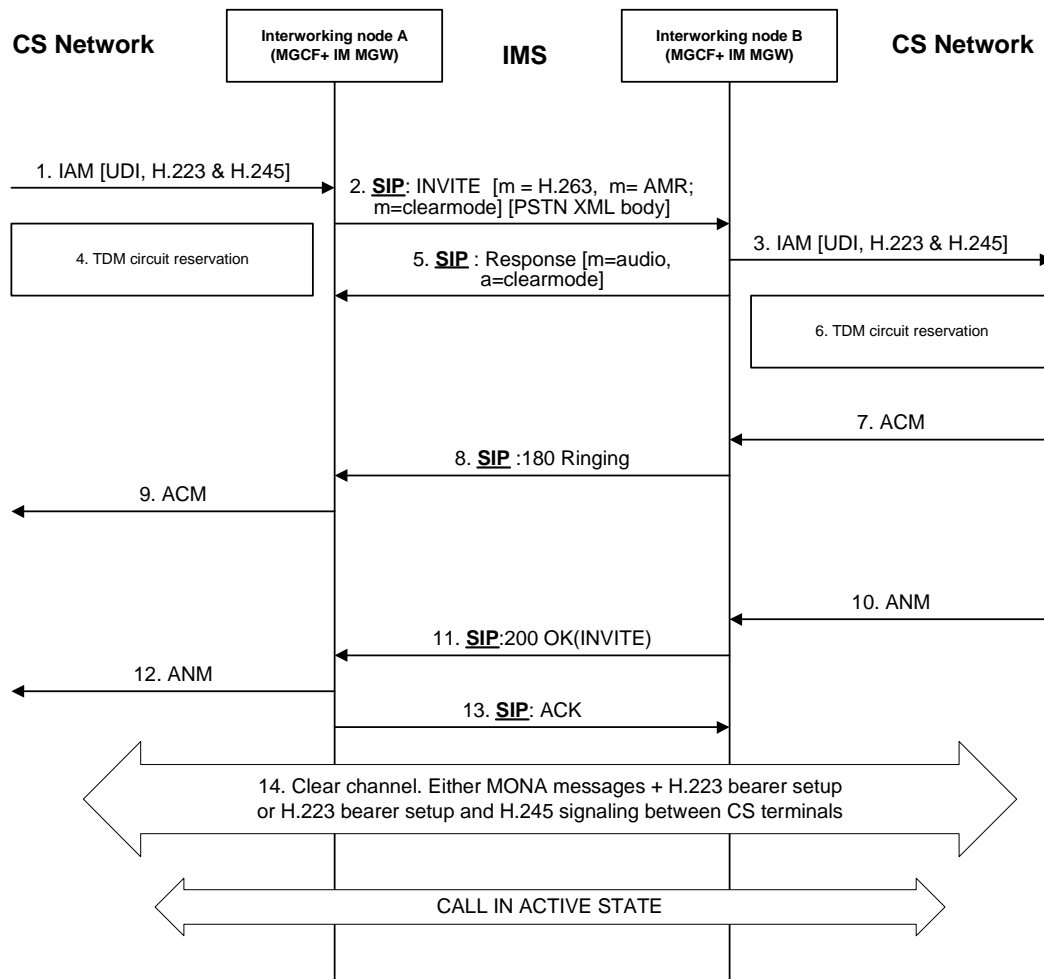 CS Network
Interworking node A
(MGCF+ IM MGW)
IMS
Interworking node B
(MGCF+ IM MGW)
CS Network
1. IAM [UDI, H.223 & H.245]
2. SIP: INVITE [m = H.263, m= AMR;
m=clearmode] [PSTN XML body]
3. IAM [UDI, H.223 & H.245]
4. TDM circuit reservation
5. SIP : Response [m=audio,
a=clearmode]
6. TDM circuit reservation
7. ACM
8. SIP :180 Ringing
9. ACM
10. ANM
11. SIP:200 OK(INVITE)
12. ANM
13. SIP: ACK
14. Clear channel. Either MONA messages + H.223 bearer setup
or H.223 bearer setup and H.245 signaling between CS terminals
CALL IN ACTIVE STATE